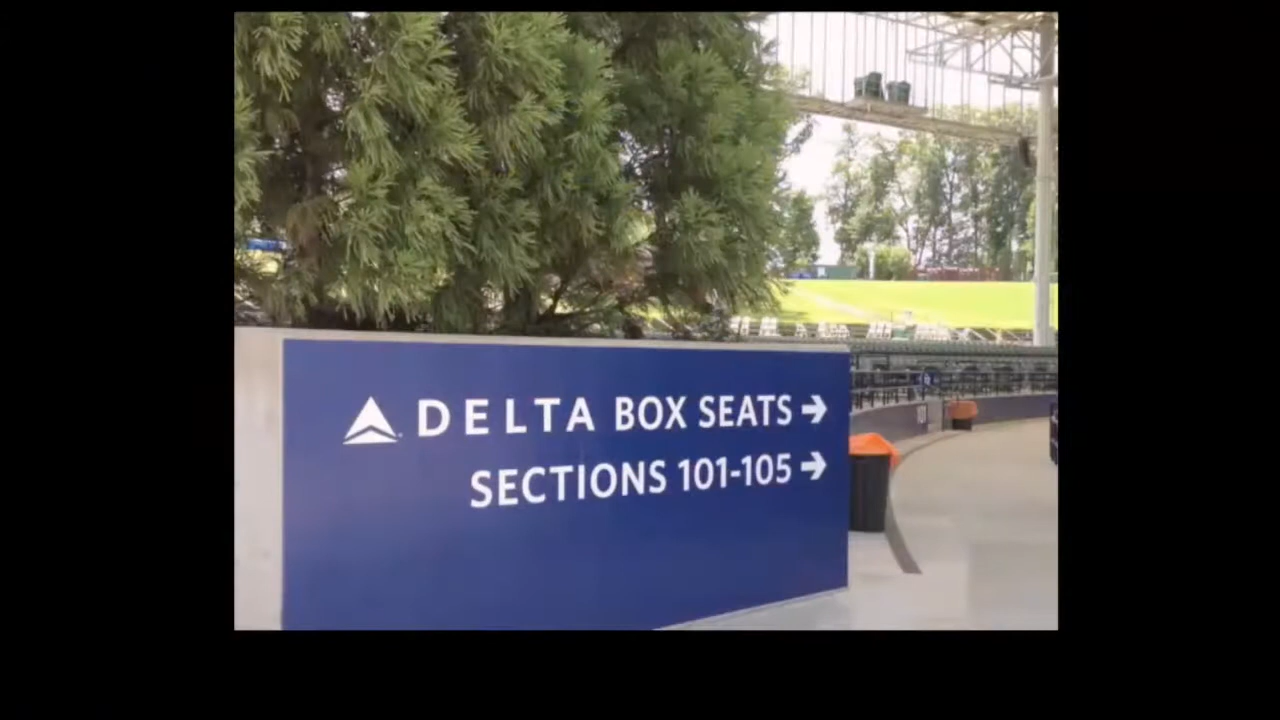 DELTA BOX SEATS →
SECTIONS 101-105 →